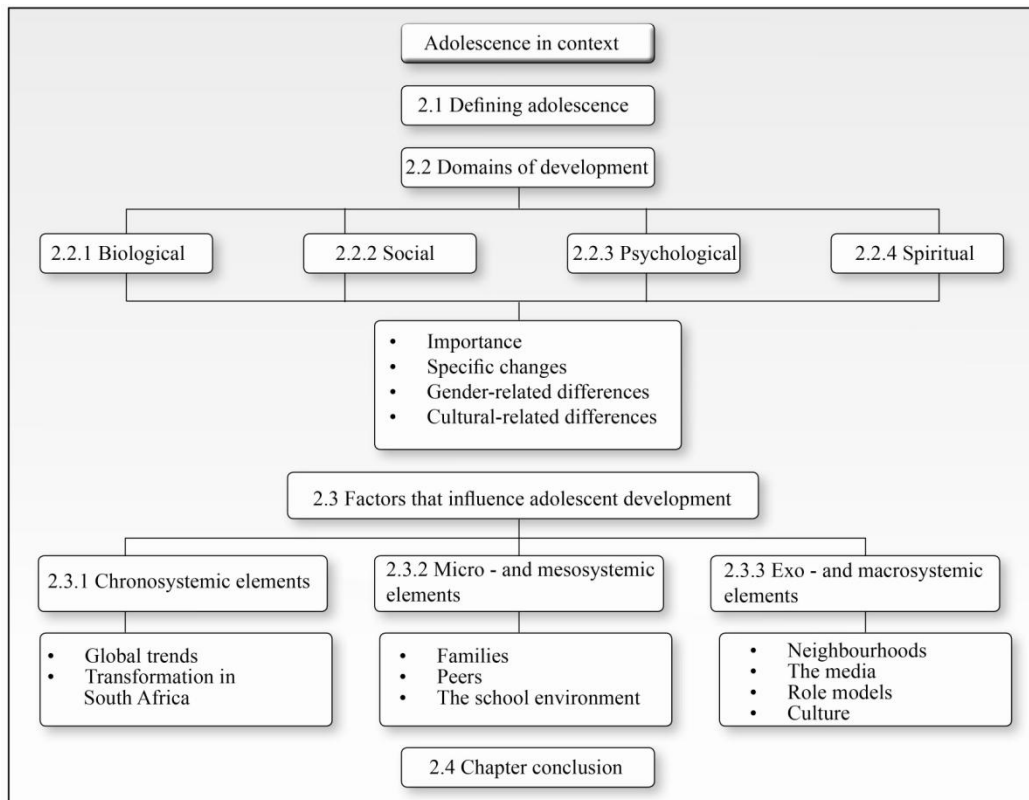 Adolescence in context
2.1 Defining adolescence
2.2 Domains of development
2.2.1 Biological
2.2.2 Social
2.2.3 Psychological
2.2.4 Spiritual
• Importance
• Specific changes
• Gender-related differences
• Cultural-related differences
2.3 Factors that influence adolescent development
2.3.1 Chronosystemic elements
2.3.2 Micro - and mesosystemic
elements
2.3.3 Exo - and macrosystemic
elements
• Global trends
• Transformation in
South Africa
• Families
• Peers
• The school environment
• Neighbourhoods
• The media
• Role models
• Culture
2.4 Chapter conclusion